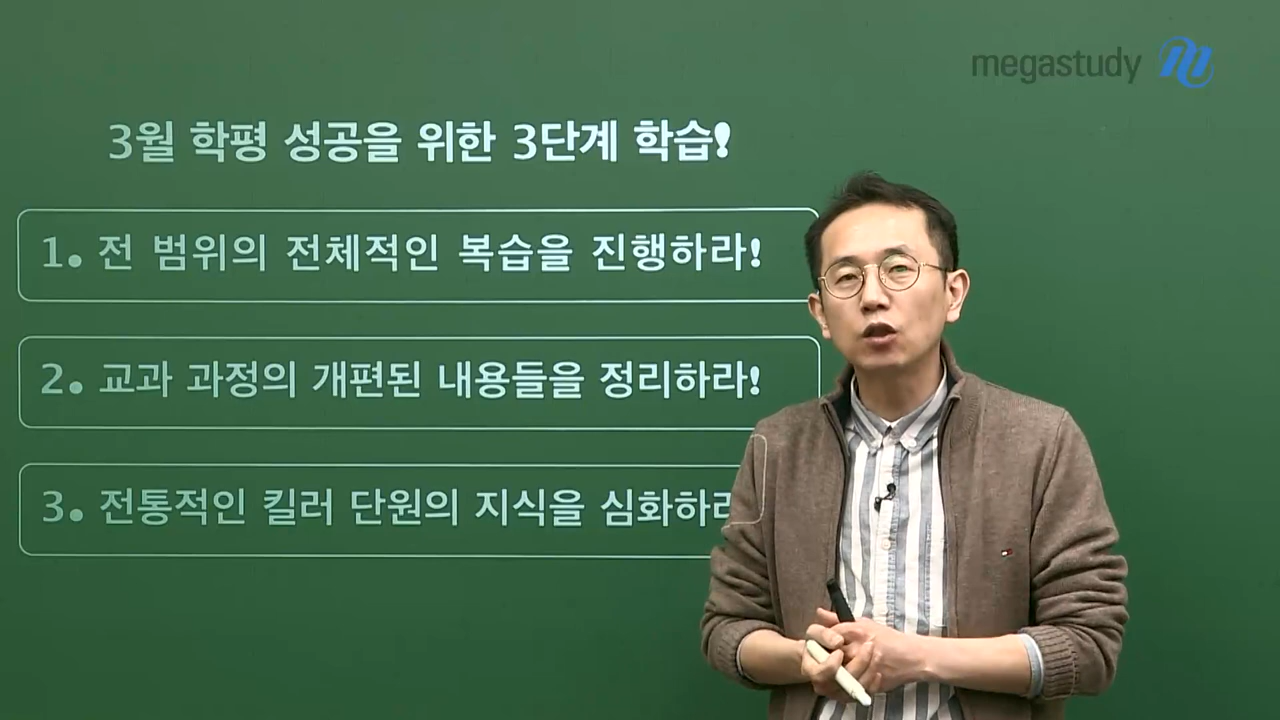 megastudy
3월 학평 성공을 위한 3단계 학습!
1. 전 범위의 전체적인 복습을 진행하라!
2. 교과 과정의 개편된 내용들을 정리하라!
3. 전통적인 킬러 단원의 지식을 심화하라